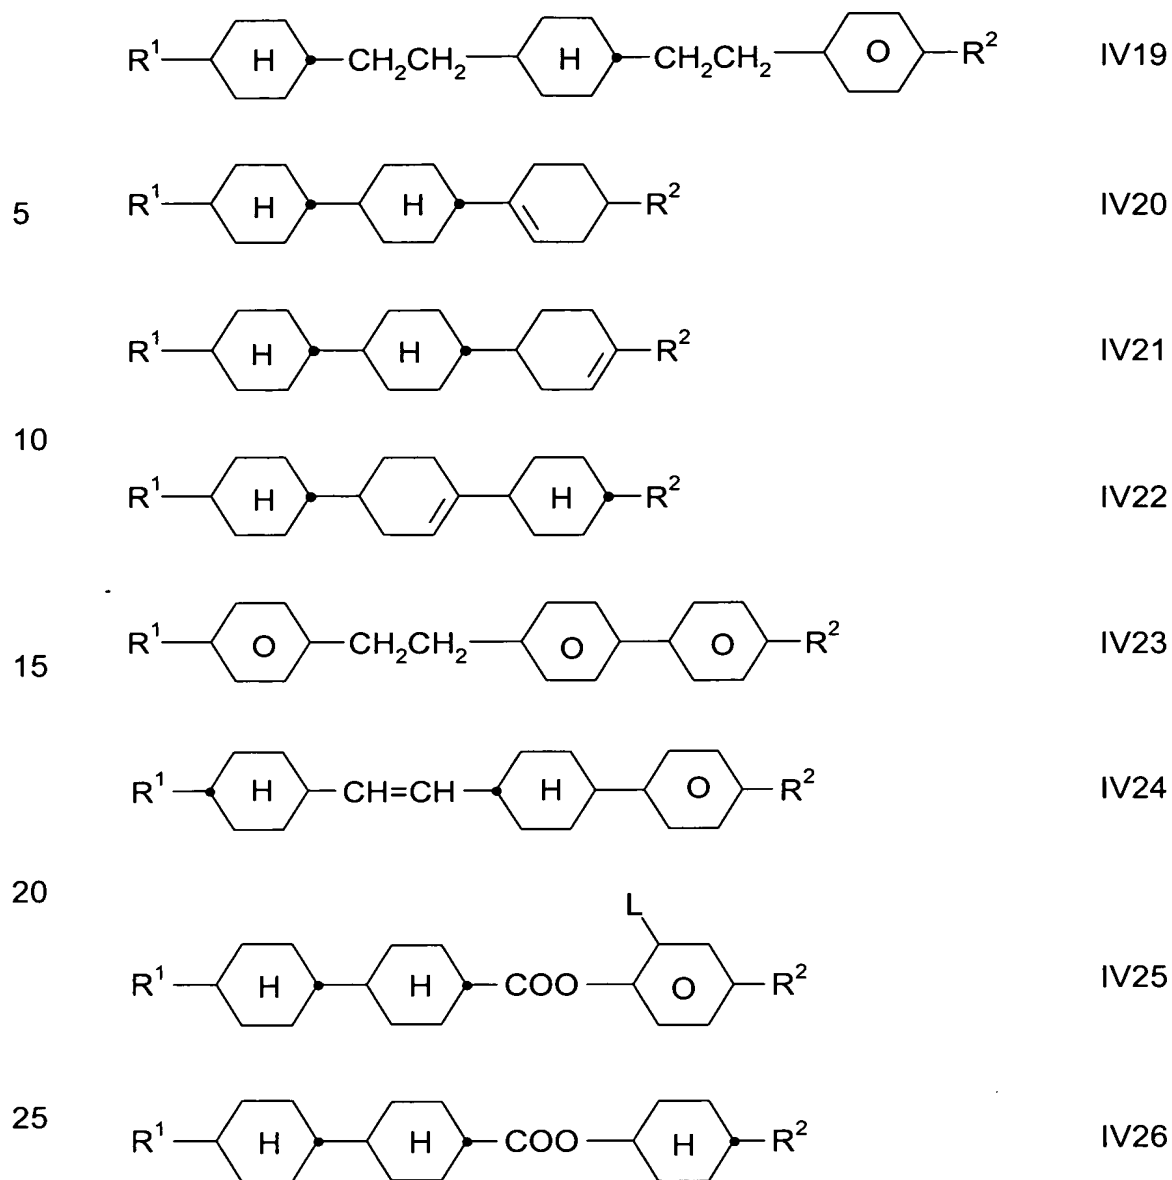 R¹ H CH₂CH₂ H CH₂CH₂ O R² IV19
5 R¹ H H R² IV20
R¹ H H R² IV21
10
R¹ H H R² IV22
R¹ O CH₂CH₂ O O R² IV23
15
R¹ H CH=CH H O R² IV24
20
L
R¹ H H COO O R² IV25
25
R¹ H H COO H R² IV26